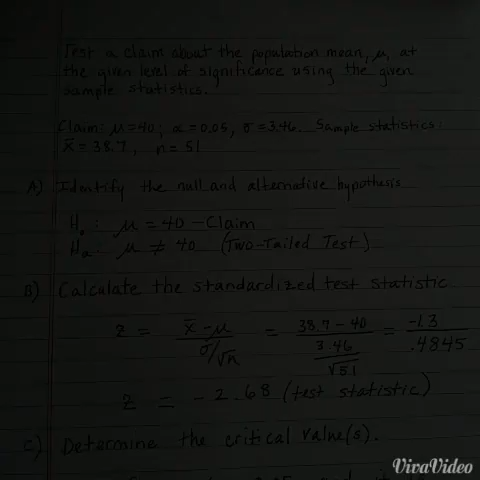 Test a claim about the population mean, μ, at
the given level of significance using the given
sample statistics.
Claim: μ = 40; α = 0.05, σ = 3.46. Sample statistics:
x̄ = 38.7, n = 51
A) Identify the null and alternative hypothesis
H₀: μ = 40 - Claim
Hₐ: μ ≠ 40 (Two-Tailed Test)
B) Calculate the standardized test statistic
z = x̄ - μ / σ/√n = 38.7 - 40 / 3.46/√51 = -1.3 / .4845
z = -2.68 (test statistic)
C) Determine the critical value(s).
VivaVideo